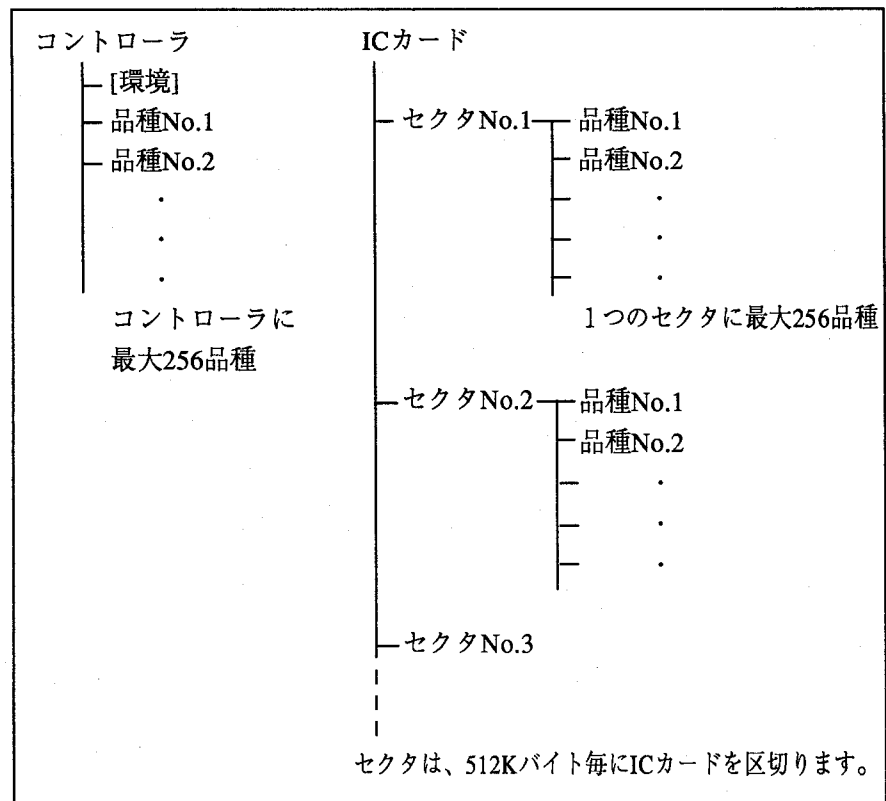 コントローラ
[環境]
品種No.1
品種No.2
・
・
・
コントローラに
最大256品種
ICカード
セクタNo.1
品種No.1
品種No.2
・
・
・
1つのセクタに最大256品種
セクタNo.2
品種No.1
品種No.2
・
・
・
セクタNo.3
セクタは、512Kバイト毎にICカードを区切ります。